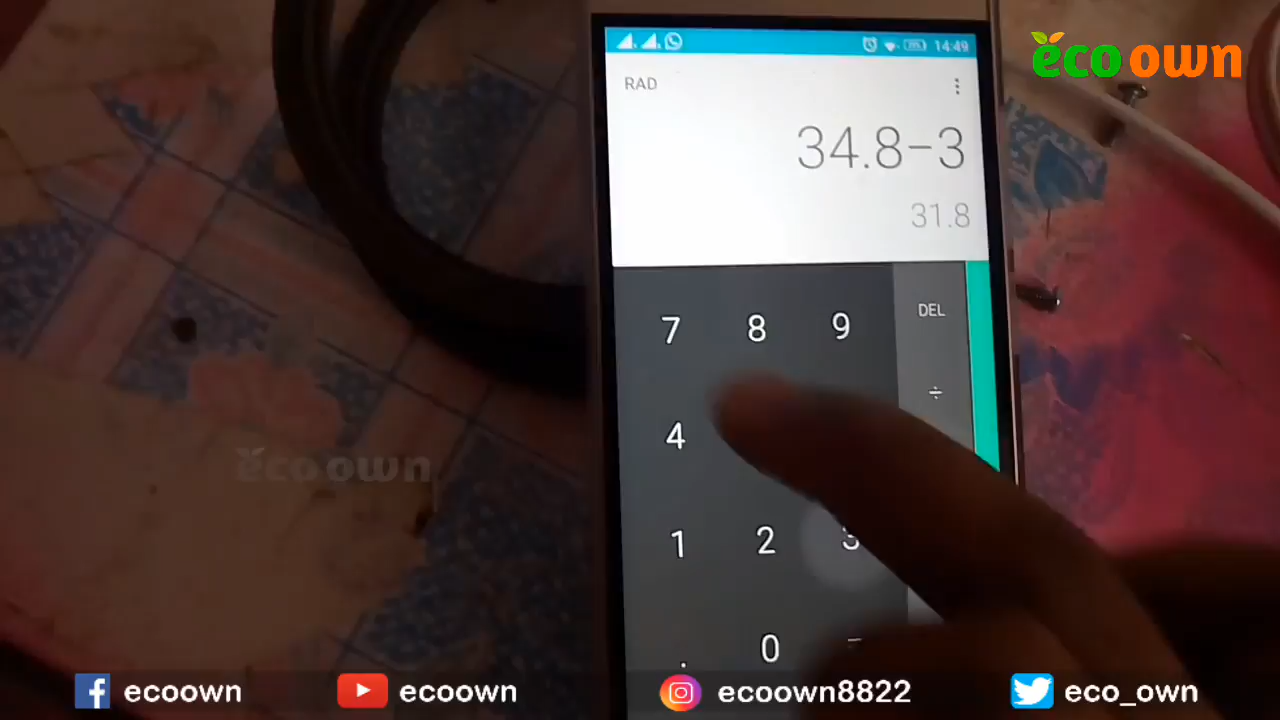 14:49
ecoown
RAD
34.8-3
31.8
7 8 9 DEL
÷
4
1 2 3
. 0 =
ecoown
ecoown ecoown ecoown8822 eco_own